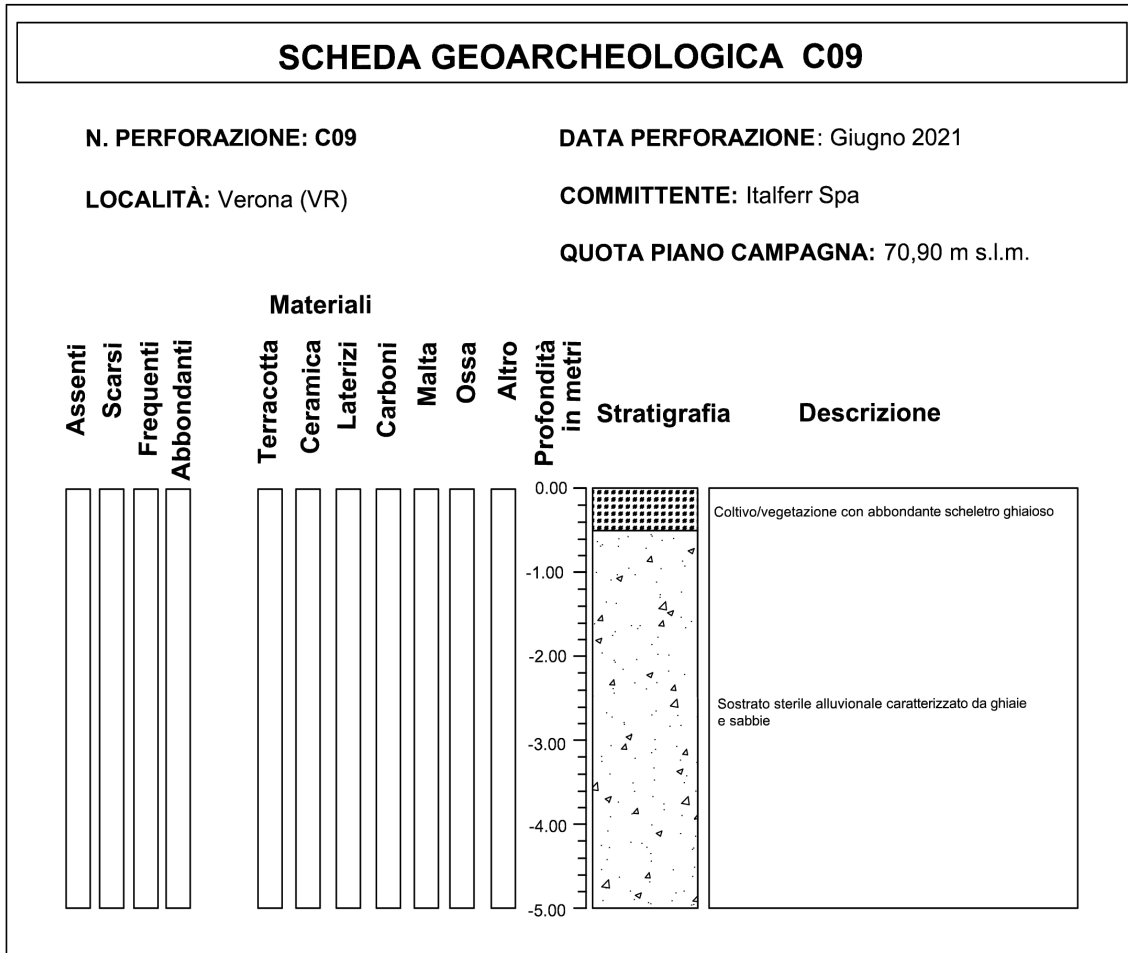 SCHEDA GEOARCHEOLOGICA C09
N. PERFORAZIONE: C09
DATA PERFORAZIONE: Giugno 2021
LOCALITÀ: Verona (VR)
COMMITTENTE: Italferr Spa
QUOTA PIANO CAMPAGNA: 70,90 m s.l.m.
Materiali
Assenti
Scarsi
Frequenti
Abbondanti
Terracotta
Ceramica
Laterizi
Carboni
Malta
Ossa
Altro
Profondità
in metri
Stratigrafia
Descrizione
0.00
Coltivo/vegetazione con abbondante scheletro ghiaioso
-1.00
-2.00
Sostrato sterile alluvionale caratterizzato da ghiaie
e sabbie
-3.00
-4.00
-5.00